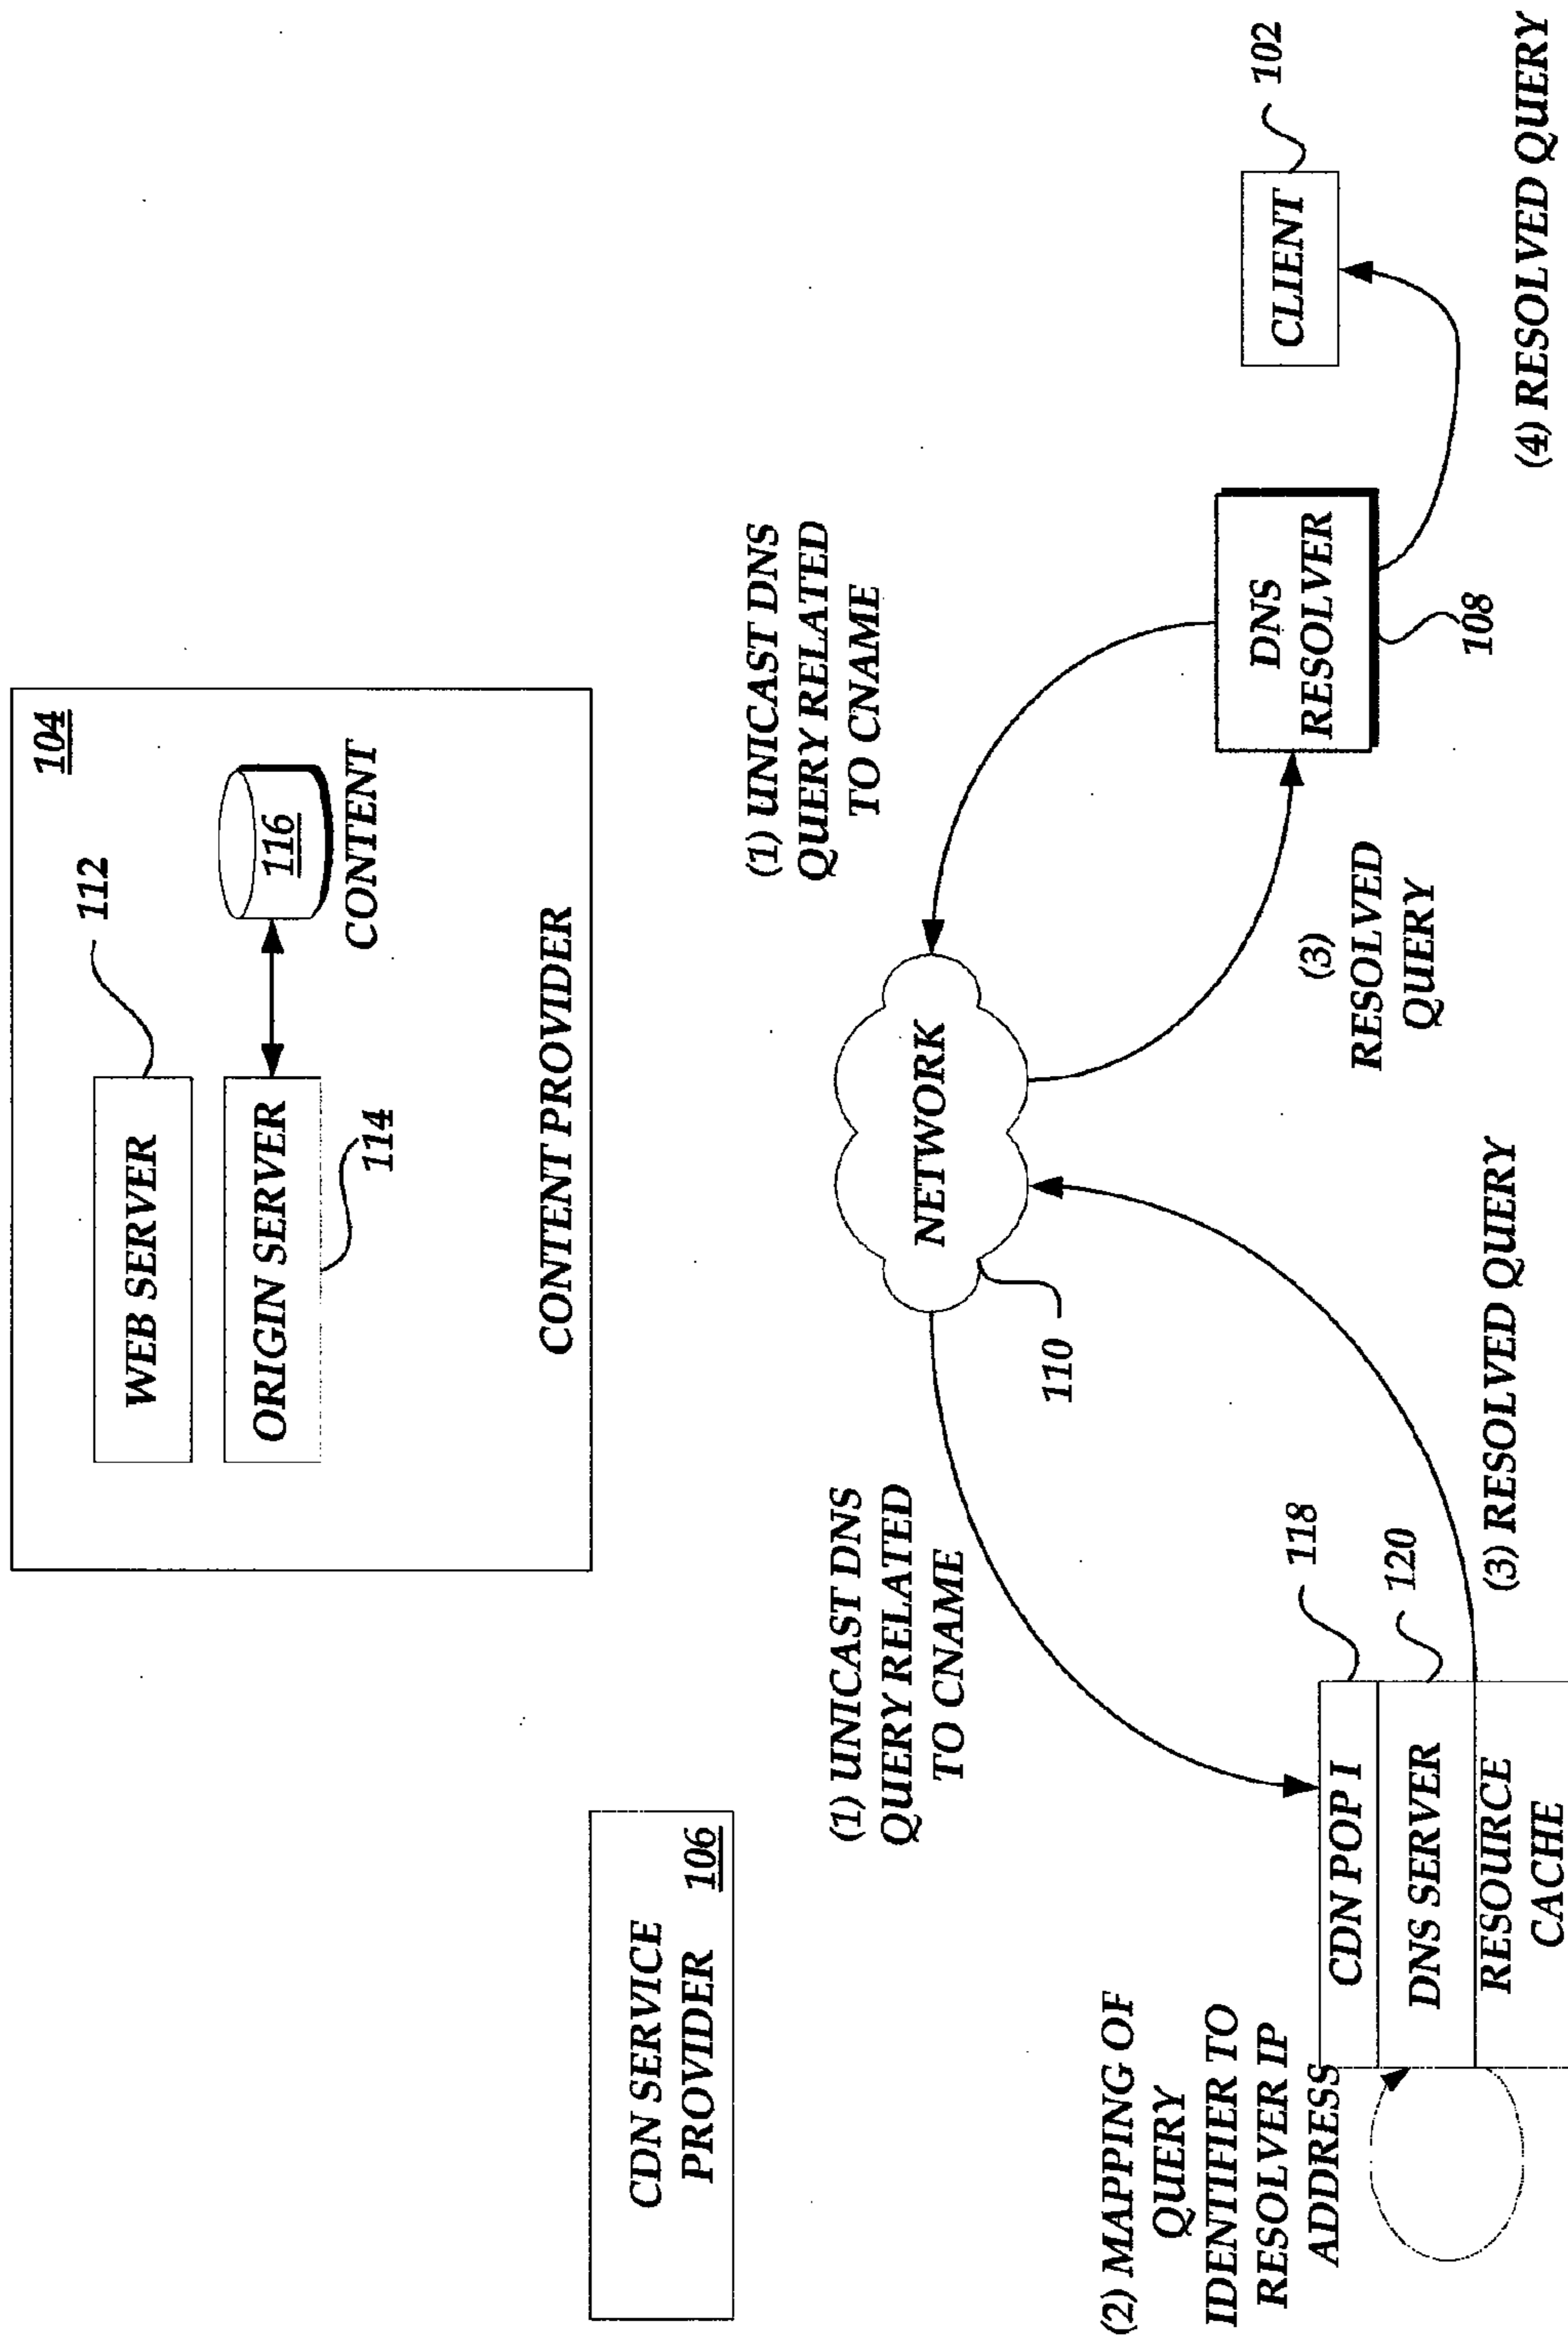 CDN SERVICE
PROVIDER 106
104
WEB SERVER
112
ORIGIN SERVER
114
116
CONTENT
CONTENT PROVIDER
(1) UNICAST DNS
QUERY RELATED
TO CNAME
(1) UNICAST DNS
QUERY RELATED
TO CNAME
NETWORK
110
(2) MAPPING OF
QUERY
IDENTIFIER TO
RESOLVER IP
ADDRESS
CDN POP I
118
DNS SERVER
120
RESOURCE
CACHE
(3) RESOLVED QUERY
(3)
RESOLVED
QUERY
DNS
RESOLVER
108
CLIENT
102
(4) RESOLVED QUERY